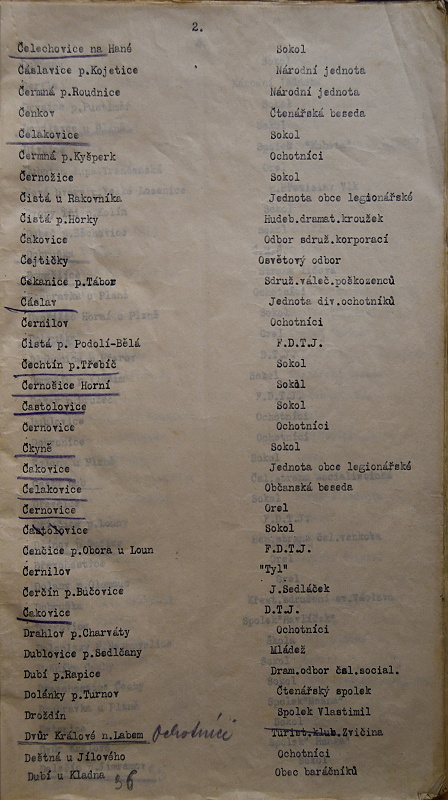 2.
Čelechovice na Hané Sokol
Čáslavice p.Kojetice Národní jednota
Čermná p.Roudnice Národní jednota
Čenkov Čtenářská beseda
Čelakovice Sokol
Čermná p.Kyšperk Ochotníci
Černožice Sokol
Čistá u Rakovníka Jednota obce legionářské
Čistá p.Horky Hudeb.dramat.kroužek
Čakovice Odbor sdruž.korporací
Čejtičky Osvětový odbor
Čekanice p.Tábor Sdruž.váleč.poškozenců
Čáslav Jednota div.ochotníků
Černilov Ochotníci
Čistá p. Podolí-Bělá F.D.T.J.
Čechtín p.Třebíč Sokol
Černošice Horní Sokol
Častolovice Sokol
Černovice Ochotníci
Čkyně Sokol
Čakovice Jednota obce legionářské
Čelakovice Občanská beseda
Černovice Orel
Častolovice Sokol
Čenčice p.Obora u Loun F.D.T.J.
Černilov "Tyl"
Čerčín p.Bučovice J.Sedláček
Čakovice D.T.J.
Drahlov p.Charváty Ochotníci
Dublovice p.Sedlčany Mládež
Dubí p.Rapice Dram.odbor čsl.social.
Dolánky p.Turnov Čtenářský spolek
Droždín Spolek Vlastimil
Dvůr Králové n.Labem Ochotníci Turist.klub.Zvičina
Deštná u Jílového Ochotníci
Dubí u Kladna 36 Obec baráčníků